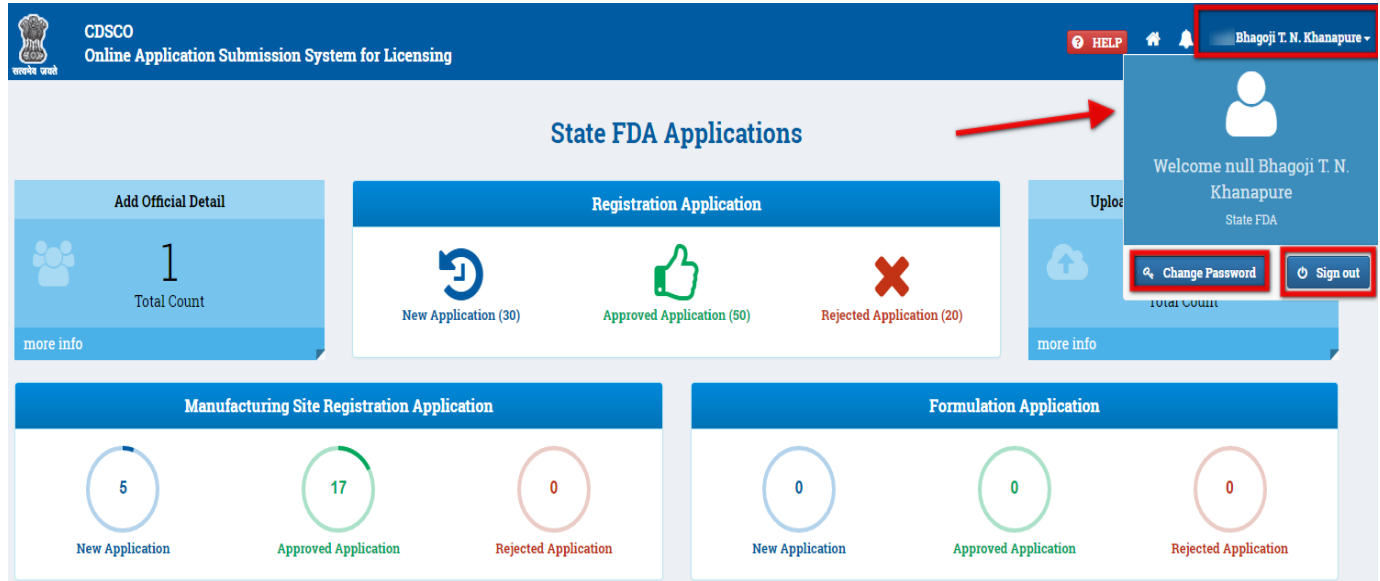 सत्यमेव जयते
CDSCO
Online Application Submission System for Licensing
HELP
Bhagoji T. N. Khanapure
State FDA Applications
Welcome null Bhagoji T. N.
Khanapure
State FDA
Change Password
Sign out
Add Official Detail
1
Total Count
more info
Registration Application
New Application (30)
Approved Application (50)
Rejected Application (20)
Total Count
more info
Manufacturing Site Registration Application
5
New Application
17
Approved Application
0
Rejected Application
Formulation Application
0
New Application
0
Approved Application
0
Rejected Application